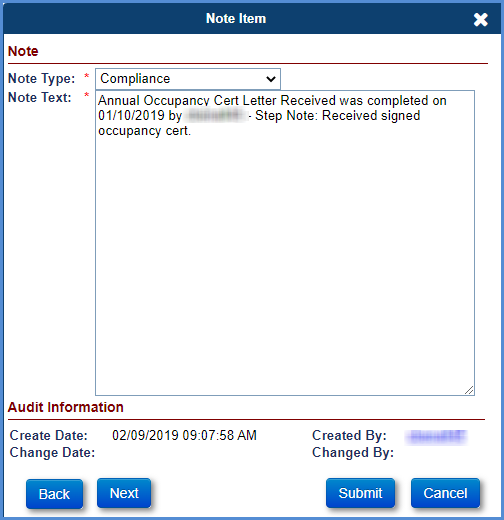 Note Item
Note
Note Type: * Compliance
Note Text: * Annual Occupancy Cert Letter Received was completed on
01/10/2019 by - Step Note: Received signed
occupancy cert.
Audit Information
Create Date: 02/09/2019 09:07:58 AM Created By:
Change Date: Changed By:
Back Next Submit Cancel